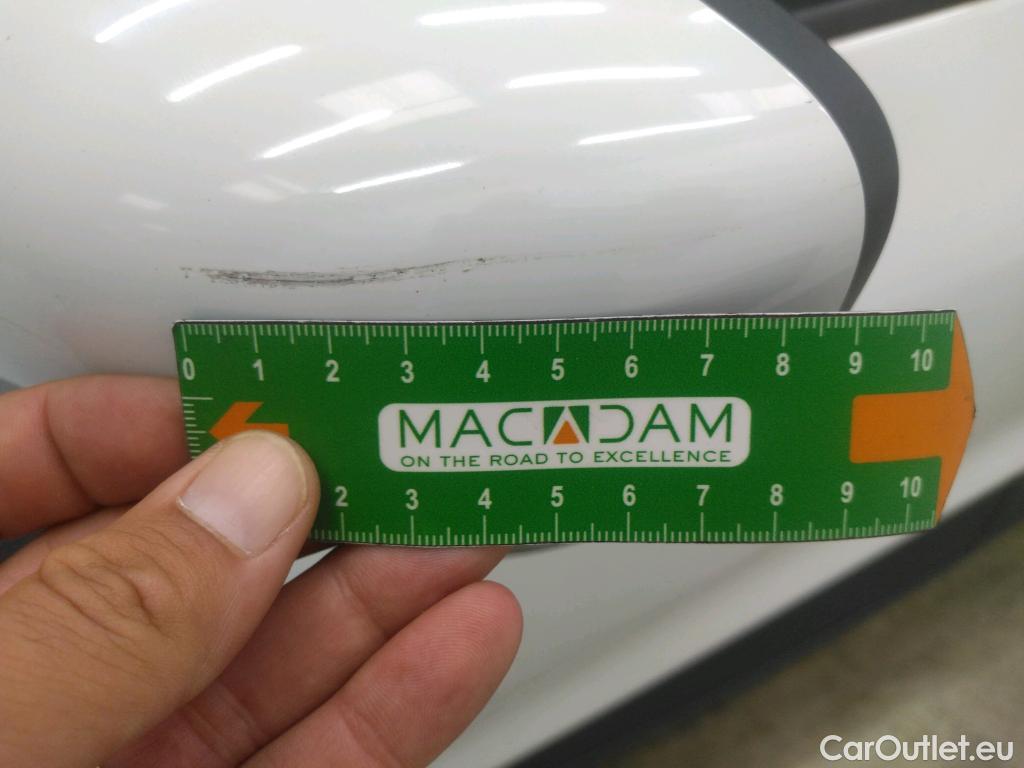 0 1 2 3 4 5 6 7 8 9 10
MACADAM
ON THE ROAD TO EXCELLENCE
2 3 4 5 6 7 8 9 10
CarOutlet.eu